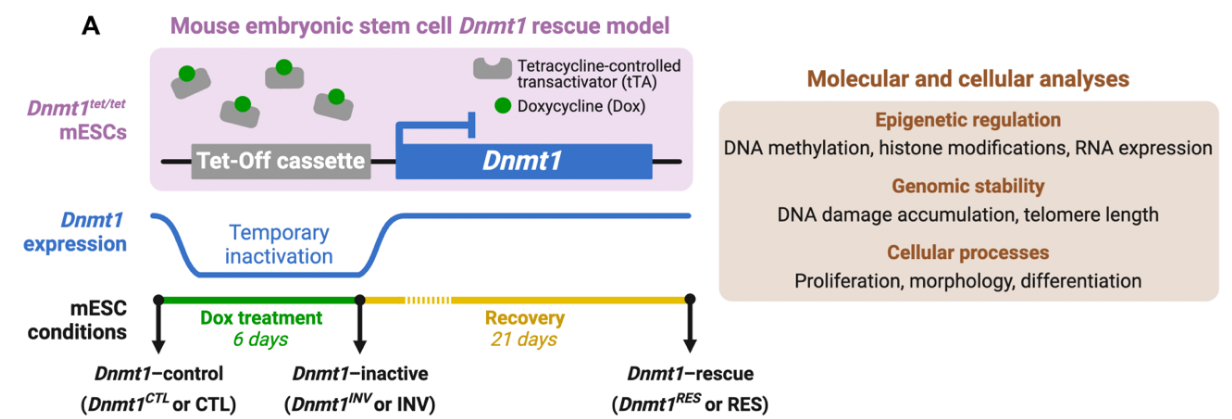 A
Mouse embryonic stem cell Dnmt1 rescue model
Dnmt1tet/tet
mESCs
Tetracycline-controlled
transactivator (tTA)
Doxycycline (Dox)
Tet-Off cassette
Dnmt1
Dnmt1
expression
Temporary
inactivation
mESC
conditions
Dox treatment
6 days
Recovery
21 days
Dnmt1–control
(Dnmt1CTL or CTL)
Dnmt1–inactive
(Dnmt1INV or INV)
Dnmt1–rescue
(Dnmt1RES or RES)
Molecular and cellular analyses
Epigenetic regulation
DNA methylation, histone modifications, RNA expression
Genomic stability
DNA damage accumulation, telomere length
Cellular processes
Proliferation, morphology, differentiation